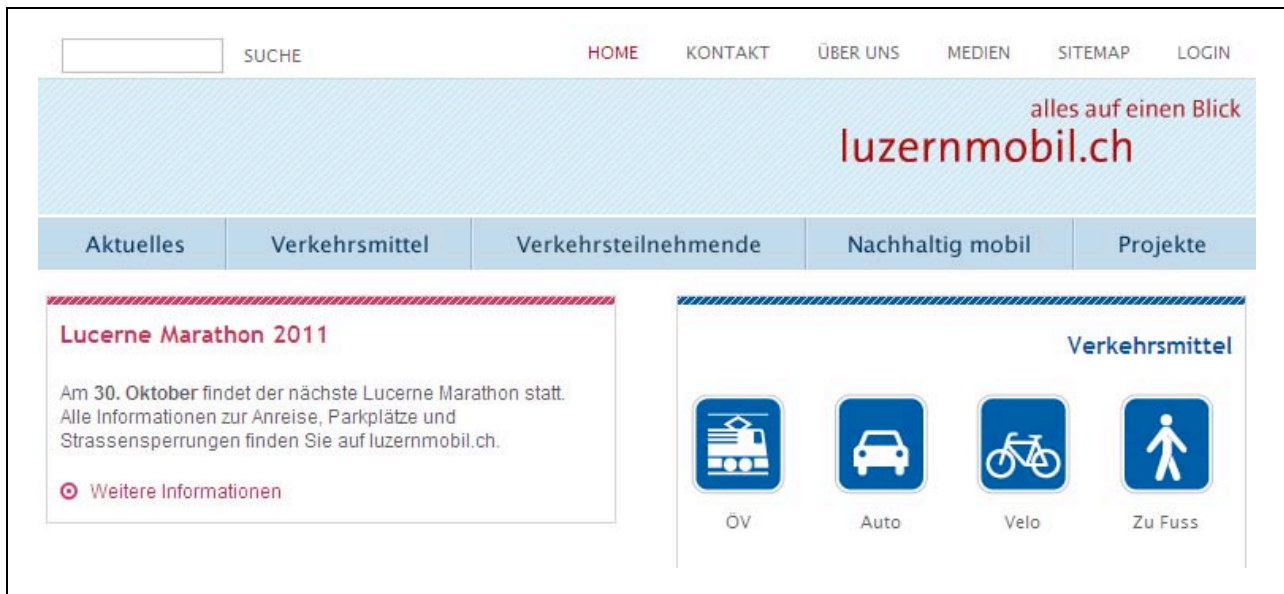 SUCHE HOME KONTAKT ÜBER UNS MEDIEN SITEMAP LOGIN
alles auf einen Blick
luzernmobil.ch
Aktuelles Verkehrsmittel Verkehrsteilnehmende Nachhaltig mobil Projekte
Lucerne Marathon 2011
Am 30. Oktober findet der nächste Lucerne Marathon statt.
Alle Informationen zur Anreise, Parkplätze und
Strassensperrungen finden Sie auf luzernmobil.ch.
Weitere Informationen
Verkehrsmittel
ÖV Auto Velo Zu Fuss